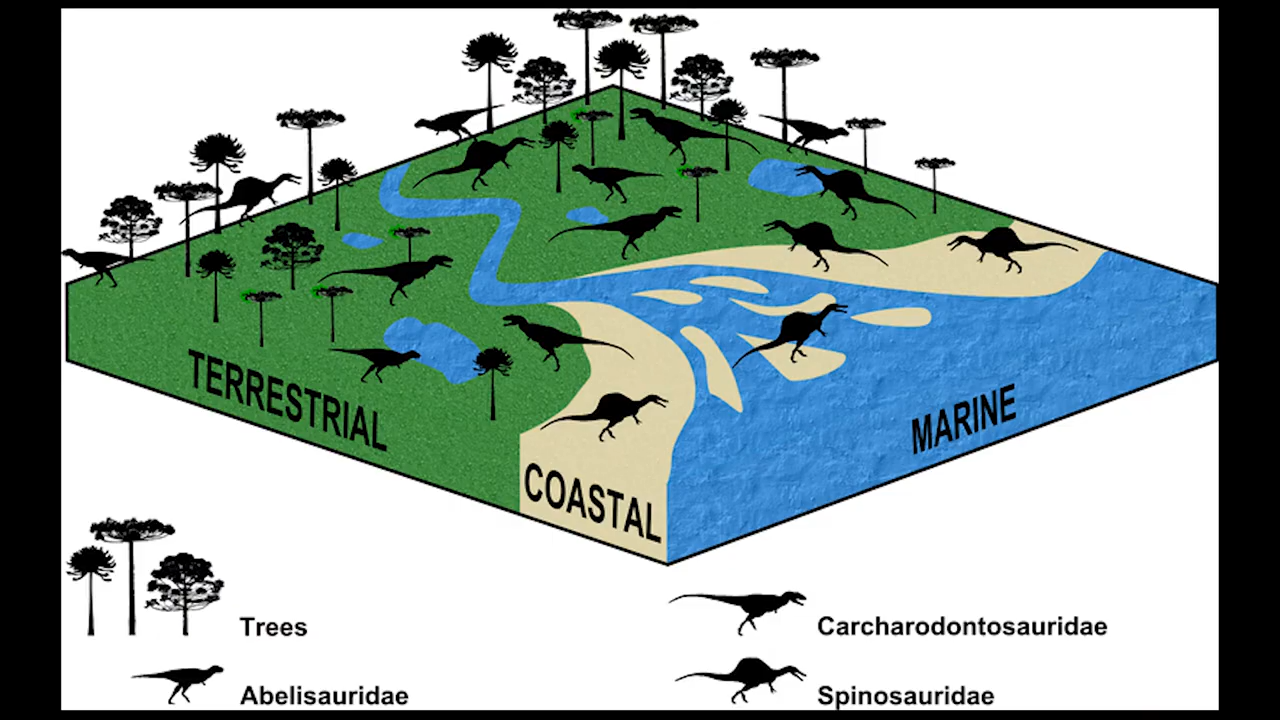 TERRESTRIAL
COASTAL
MARINE
Trees
Carcharodontosauridae
Abelisauridae
Spinosauridae